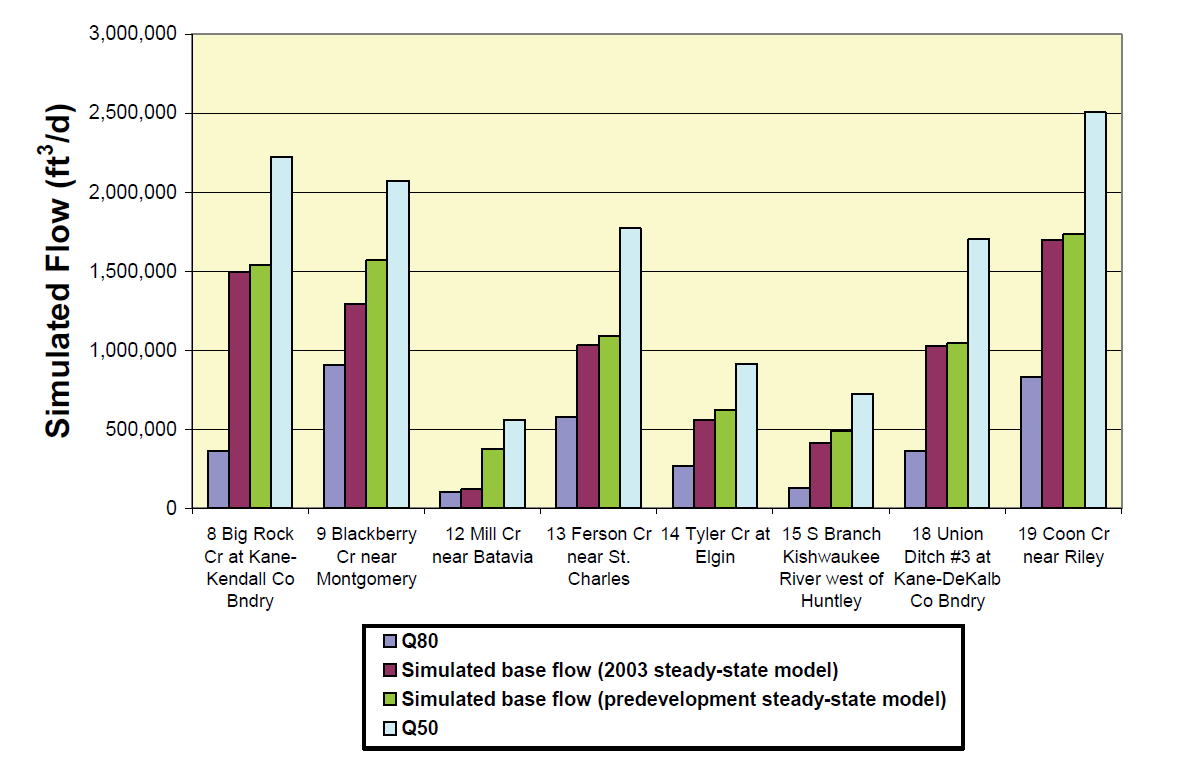 3,000,000
2,500,000
2,000,000
1,500,000
1,000,000
500,000
0
Simulated Flow (ft³/d)
8 Big Rock
Cr at Kane-
Kendall Co
Bndry
9 Blackberry
Cr near
Montgomery
12 Mill Cr
near Batavia
13 Ferson Cr
near St.
Charles
14 Tyler Cr at
Elgin
15 S Branch
Kishwaukee
River west of
Huntley
18 Union
Ditch #3 at
Kane-DeKalb
Co Bndry
19 Coon Cr
near Riley
Q80
Simulated base flow (2003 steady-state model)
Simulated base flow (predevelopment steady-state model)
Q50